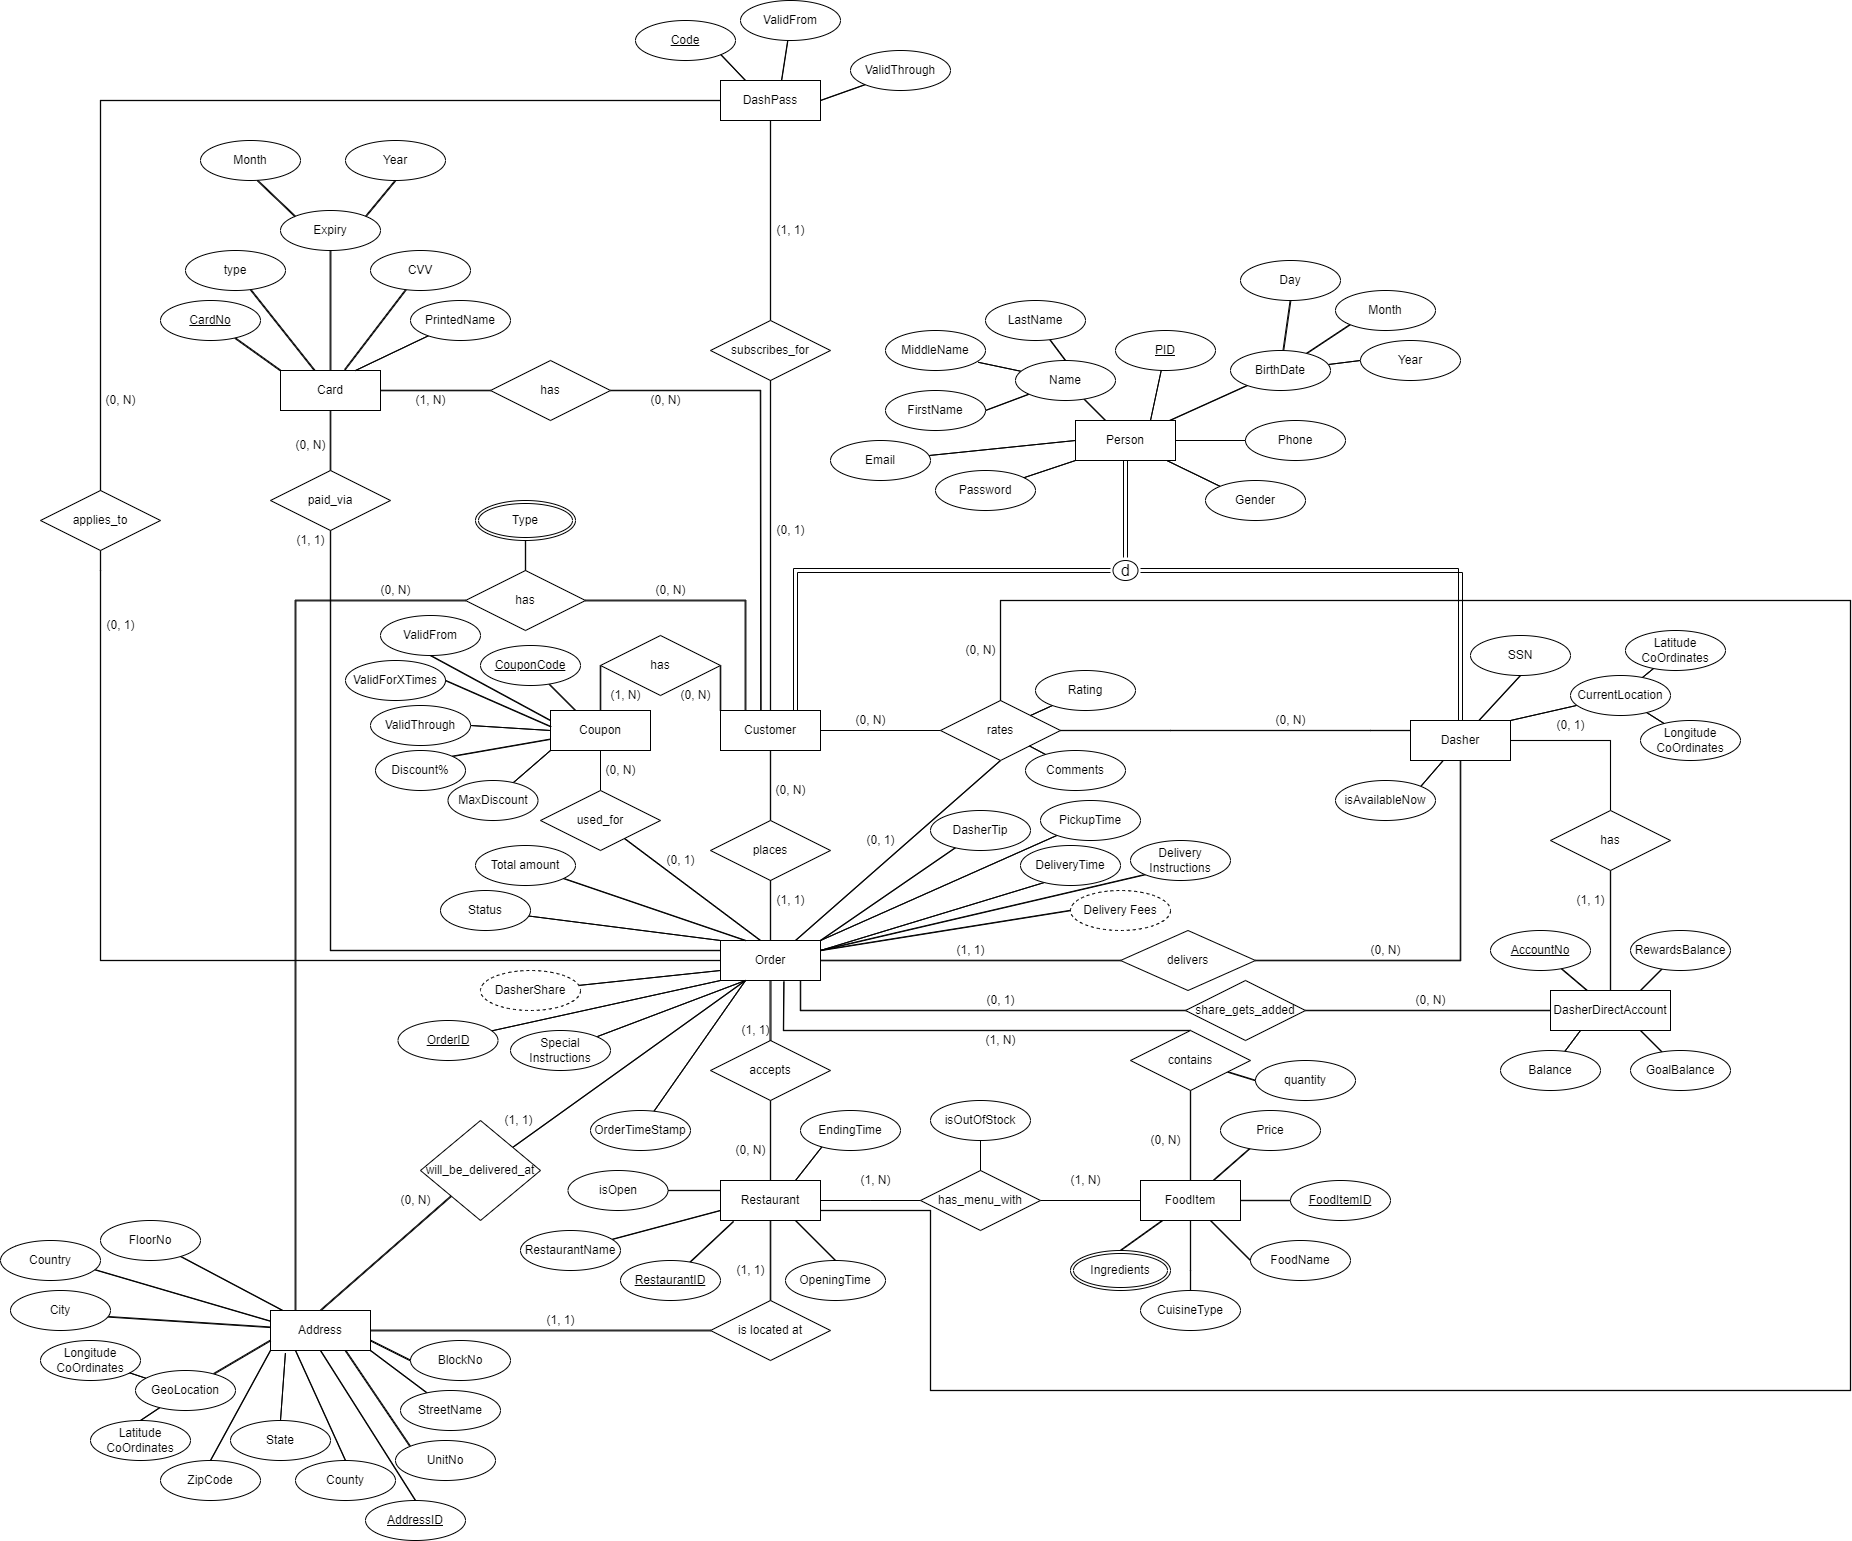 ValidFrom
Code
ValidThrough
DashPass
Month
Year
Expiry
(1, 1)
type
CVV
CardNo
PrintedName
Card
has
(1, N)
(0, N)
(0, N)
subscribes_for
(0, N)
paid_via
applies_to
(1, 1)
(0, 1)
Day
Month
Year
BirthDate
LastName
MiddleName
Name
FirstName
PID
Person
Phone
Email
Password
Gender
d
Type
(0, N)
has
(0, N)
(0, 1)
ValidFrom
CouponCode
has
ValidForXTimes
(1, N)
(0, N)
ValidThrough
Coupon
Customer
Discount%
(0, N)
MaxDiscount
used_for
(0, 1)
(0, N)
Rating
(0, N)
rates
(0, N)
Comments
(0, 1)
SSN
Latitude
CoOrdinates
CurrentLocation
(0, 1)
Longitude
CoOrdinates
Dasher
isAvailableNow
has
(1, 1)
(0, N)
places
(1, 1)
DasherTip
PickupTime
DeliveryTime
Delivery
Instructions
Delivery Fees
Total amount
Status
Order
(1, 1)
delivers
(0, N)
AccountNo
RewardsBalance
DasherDirectAccount
Balance
GoalBalance
(0, 1)
share_gets_added
(0, N)
DasherShare
OrderID
Special
Instructions
(1, 1)
(1, N)
contains
quantity
accepts
OrderTimeStamp
(1, 1)
will_be_delivered_at
(0, N)
(0, N)
EndingTime
isOutOfStock
(0, N)
Price
isOpen
Restaurant
(1, N)
has_menu_with
(1, N)
FoodItem
FoodItemID
RestaurantName
RestaurantID
(1, 1)
OpeningTime
Ingredients
FoodName
CuisineType
FloorNo
Country
City
Address
(1, 1)
is located at
Longitude
CoOrdinates
GeoLocation
Latitude
CoOrdinates
BlockNo
StreetName
State
UnitNo
ZipCode
County
AddressID